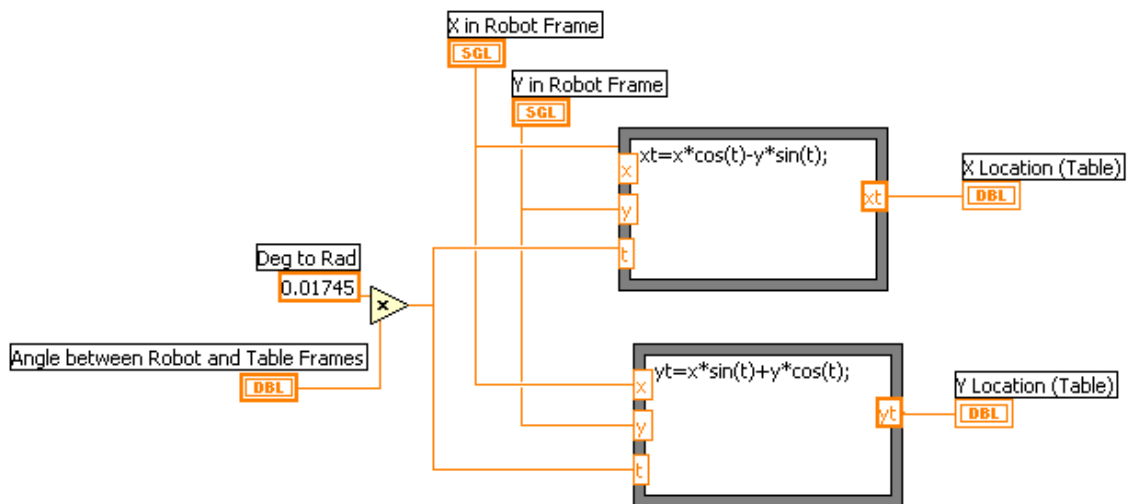 X in Robot Frame
SGL
Y in Robot Frame
SGL
xt=x*cos(t)-y*sin(t);
x
y
t
xt
X Location (Table)
DBL
Deg to Rad
0.01745
×
Angle between Robot and Table Frames
DBL
yt=x*sin(t)+y*cos(t);
x
y
t
yt
Y Location (Table)
DBL